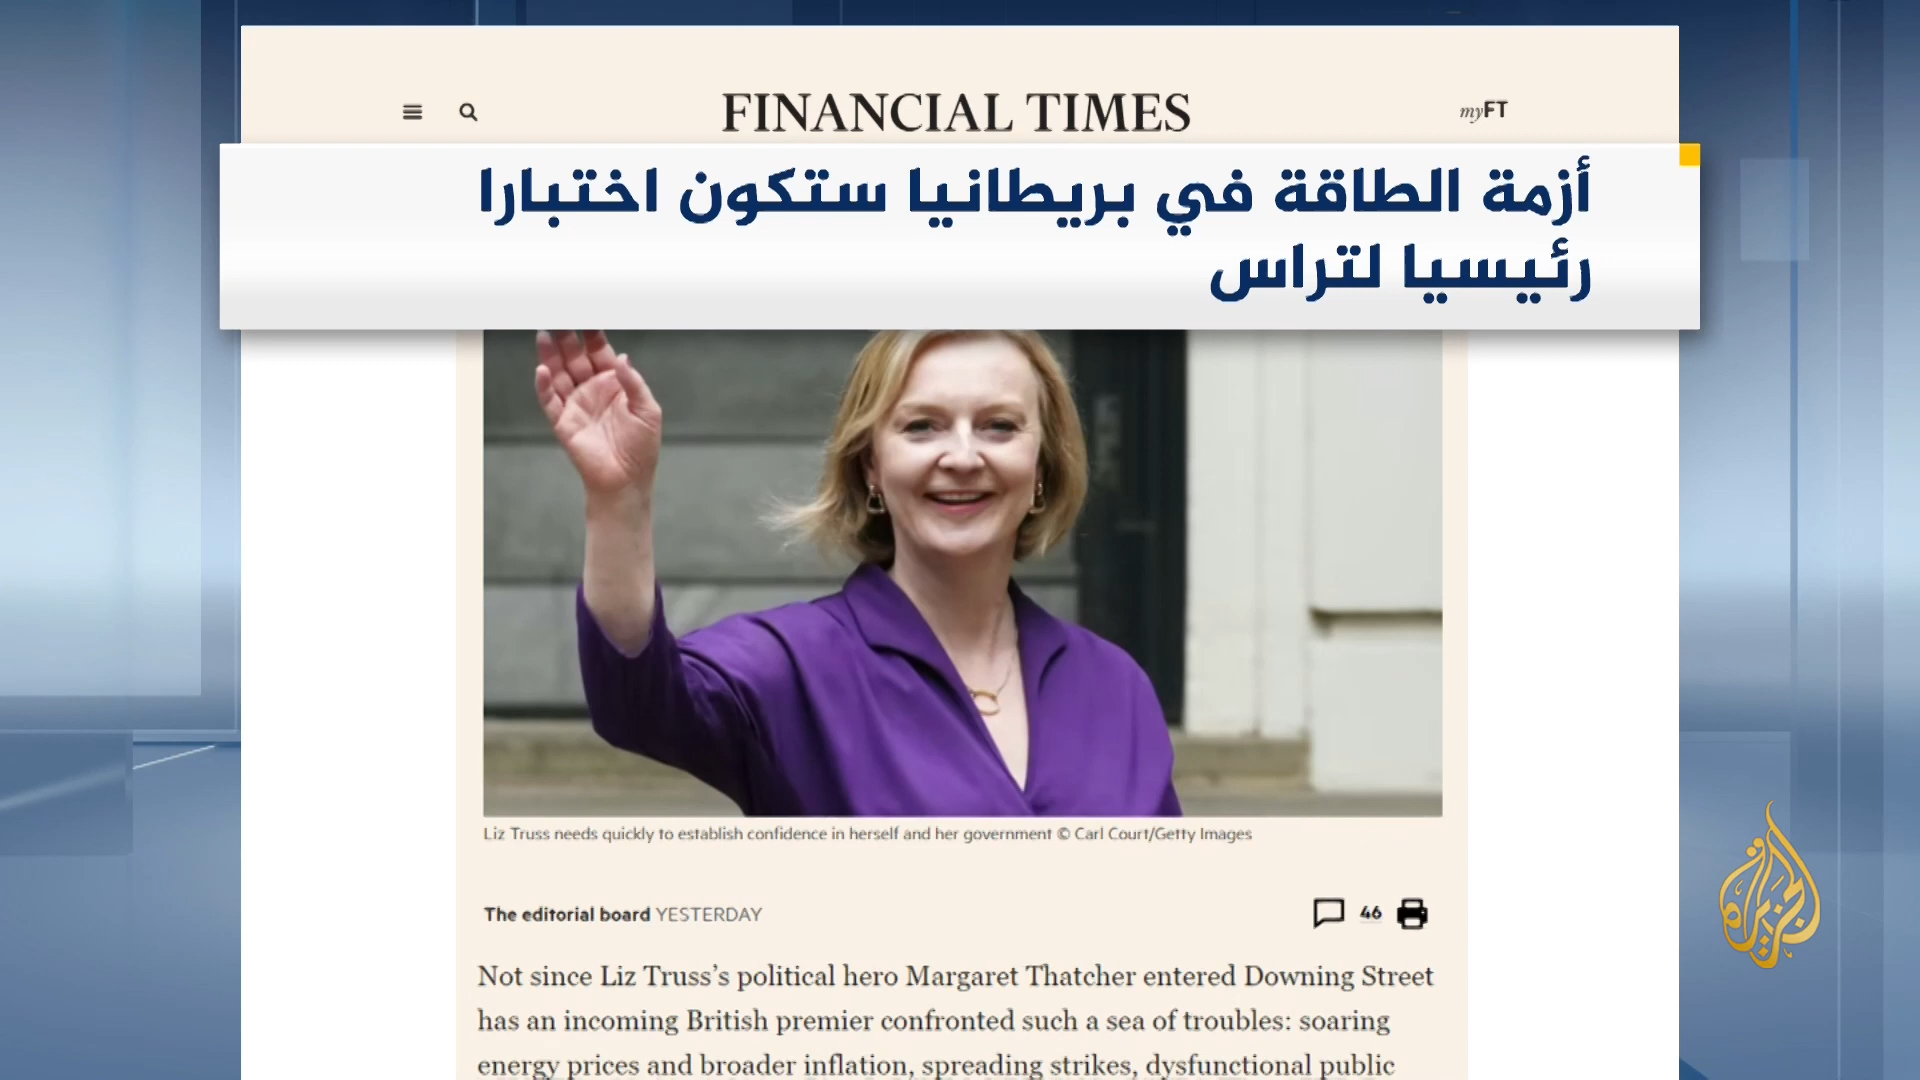 FINANCIAL TIMES
myFT
أزمة الطاقة في بريطانيا ستكون اختبارا
رئيسيا لتراس
Liz Truss needs quickly to establish confidence in herself and her government © Carl Court/Getty Images
The editorial board YESTERDAY
46
الجزيرة
Not since Liz Truss’s political hero Margaret Thatcher entered Downing Street
has an incoming British premier confronted such a sea of troubles: soaring
energy prices and broader inflation, spreading strikes, dysfunctional public